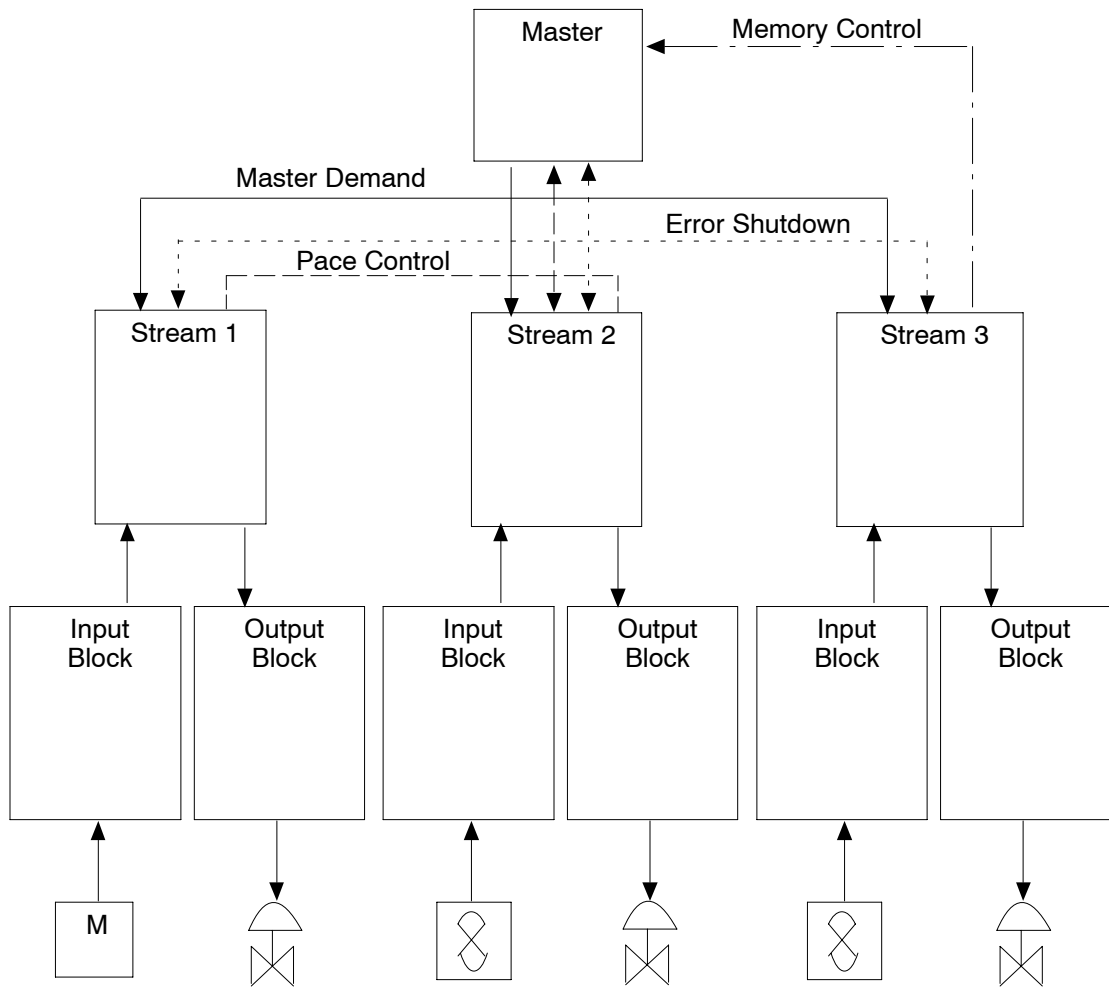 Master
Memory Control
Master Demand
Error Shutdown
Pace Control
Stream 1
Stream 2
Stream 3
Input
Block
Output
Block
Input
Block
Output
Block
Input
Block
Output
Block
M